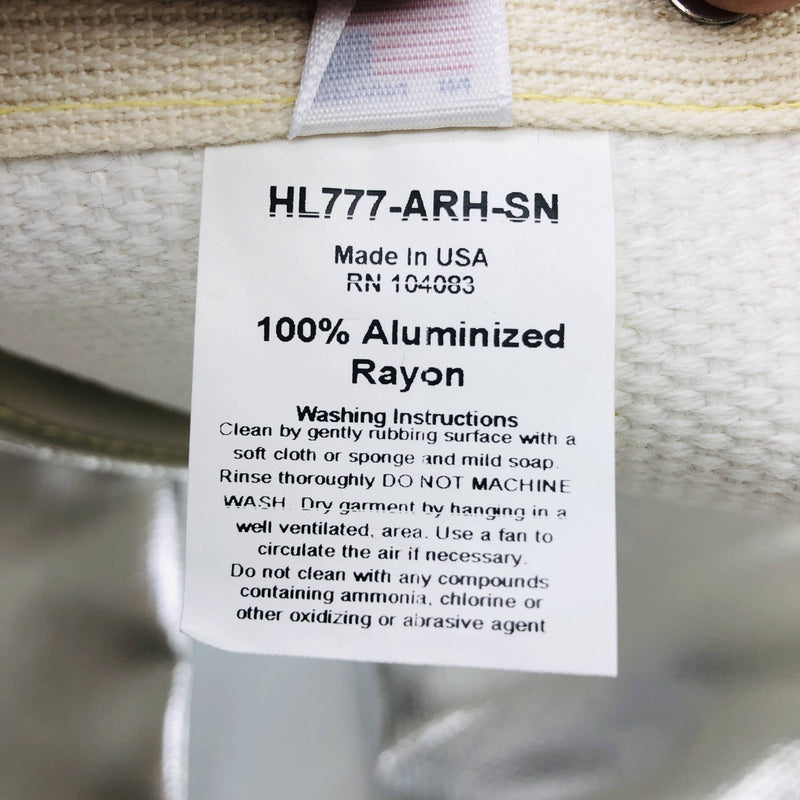 HL777-ARH-SN
Made In USA
RN 104083
100% Aluminized
Rayon
Washing Instructions
Clean by gently rubbing surface with a
soft cloth or sponge and mild soap.
Rinse thoroughly DO NOT MACHINE
WASH. Dry garment by hanging in a
well ventilated, area. Use a fan to
circulate the air if necessary.
Do not clean with any compounds
containing ammonia, chlorine or
other oxidizing or abrasive agent